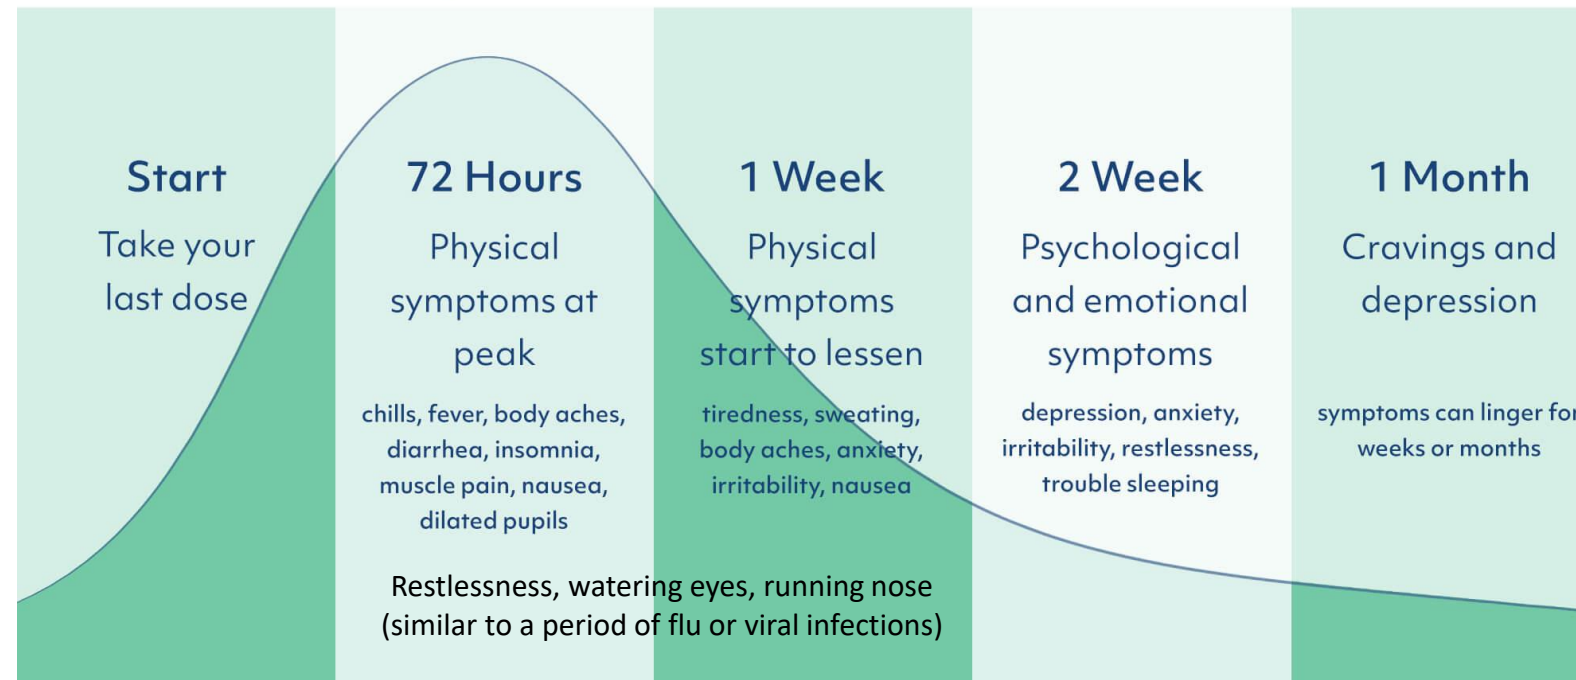 Start
Take your
last dose
72 Hours
Physical
symptoms at
peak
chills, fever, body aches,
diarrhea, insomnia,
muscle pain, nausea,
dilated pupils
1 Week
Physical
symptoms
start to lessen
tiredness, sweating,
body aches, anxiety,
irritability, nausea
2 Week
Psychological
and emotional
symptoms
depression, anxiety,
irritability, restlessness,
trouble sleeping
1 Month
Cravings and
depression
symptoms can linger for
weeks or months
Restlessness, watering eyes, running nose
(similar to a period of flu or viral infections)